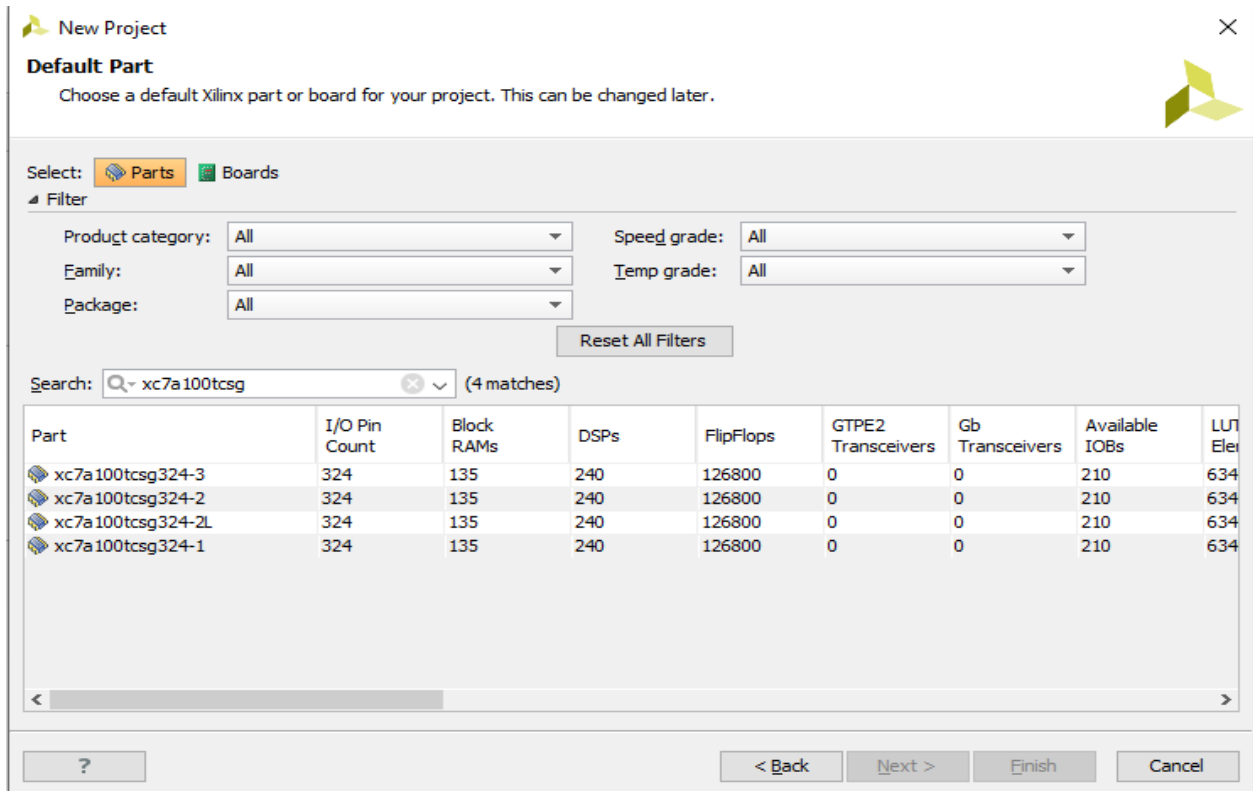 New Project
Default Part
Choose a default Xilinx part or board for your project. This can be changed later.
Select: Parts Boards
Filter
Product category: All Speed grade: All
Family: All Temp grade: All
Package: All
Reset All Filters
Search: xc7a100tcsg (4 matches)
Part I/O Pin Count Block RAMs DSPs FlipFlops GTPE2 Transceivers Gb Transceivers Available IOBs LUT Ele
xc7a100tcsg324-3 324 135 240 126800 0 0 210 634
xc7a100tcsg324-2 324 135 240 126800 0 0 210 634
xc7a100tcsg324-2L 324 135 240 126800 0 0 210 634
xc7a100tcsg324-1 324 135 240 126800 0 0 210 634
? < Back Next > Finish Cancel